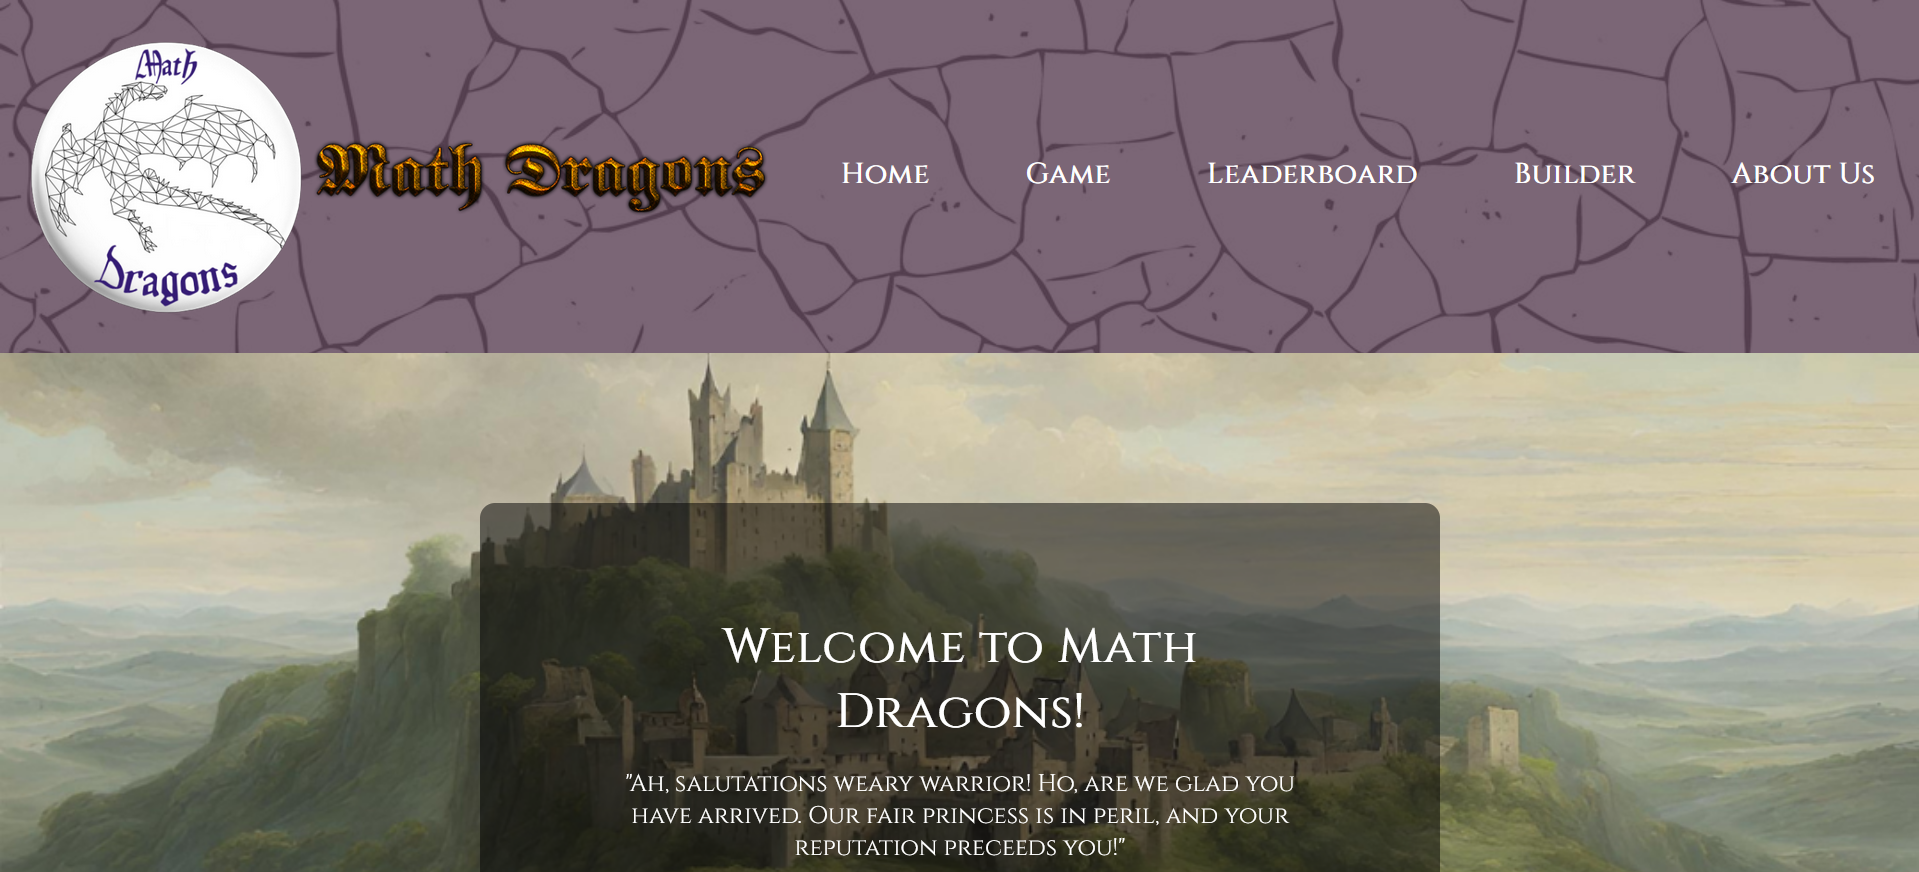 Math
Dragons
Math Dragons
Home
Game
Leaderboard
Builder
About Us
Welcome to Math
Dragons!
"Ah, salutations weary warrior! Ho, are we glad you
have arrived. Our fair princess is in peril, and your
reputation preceeds you!"